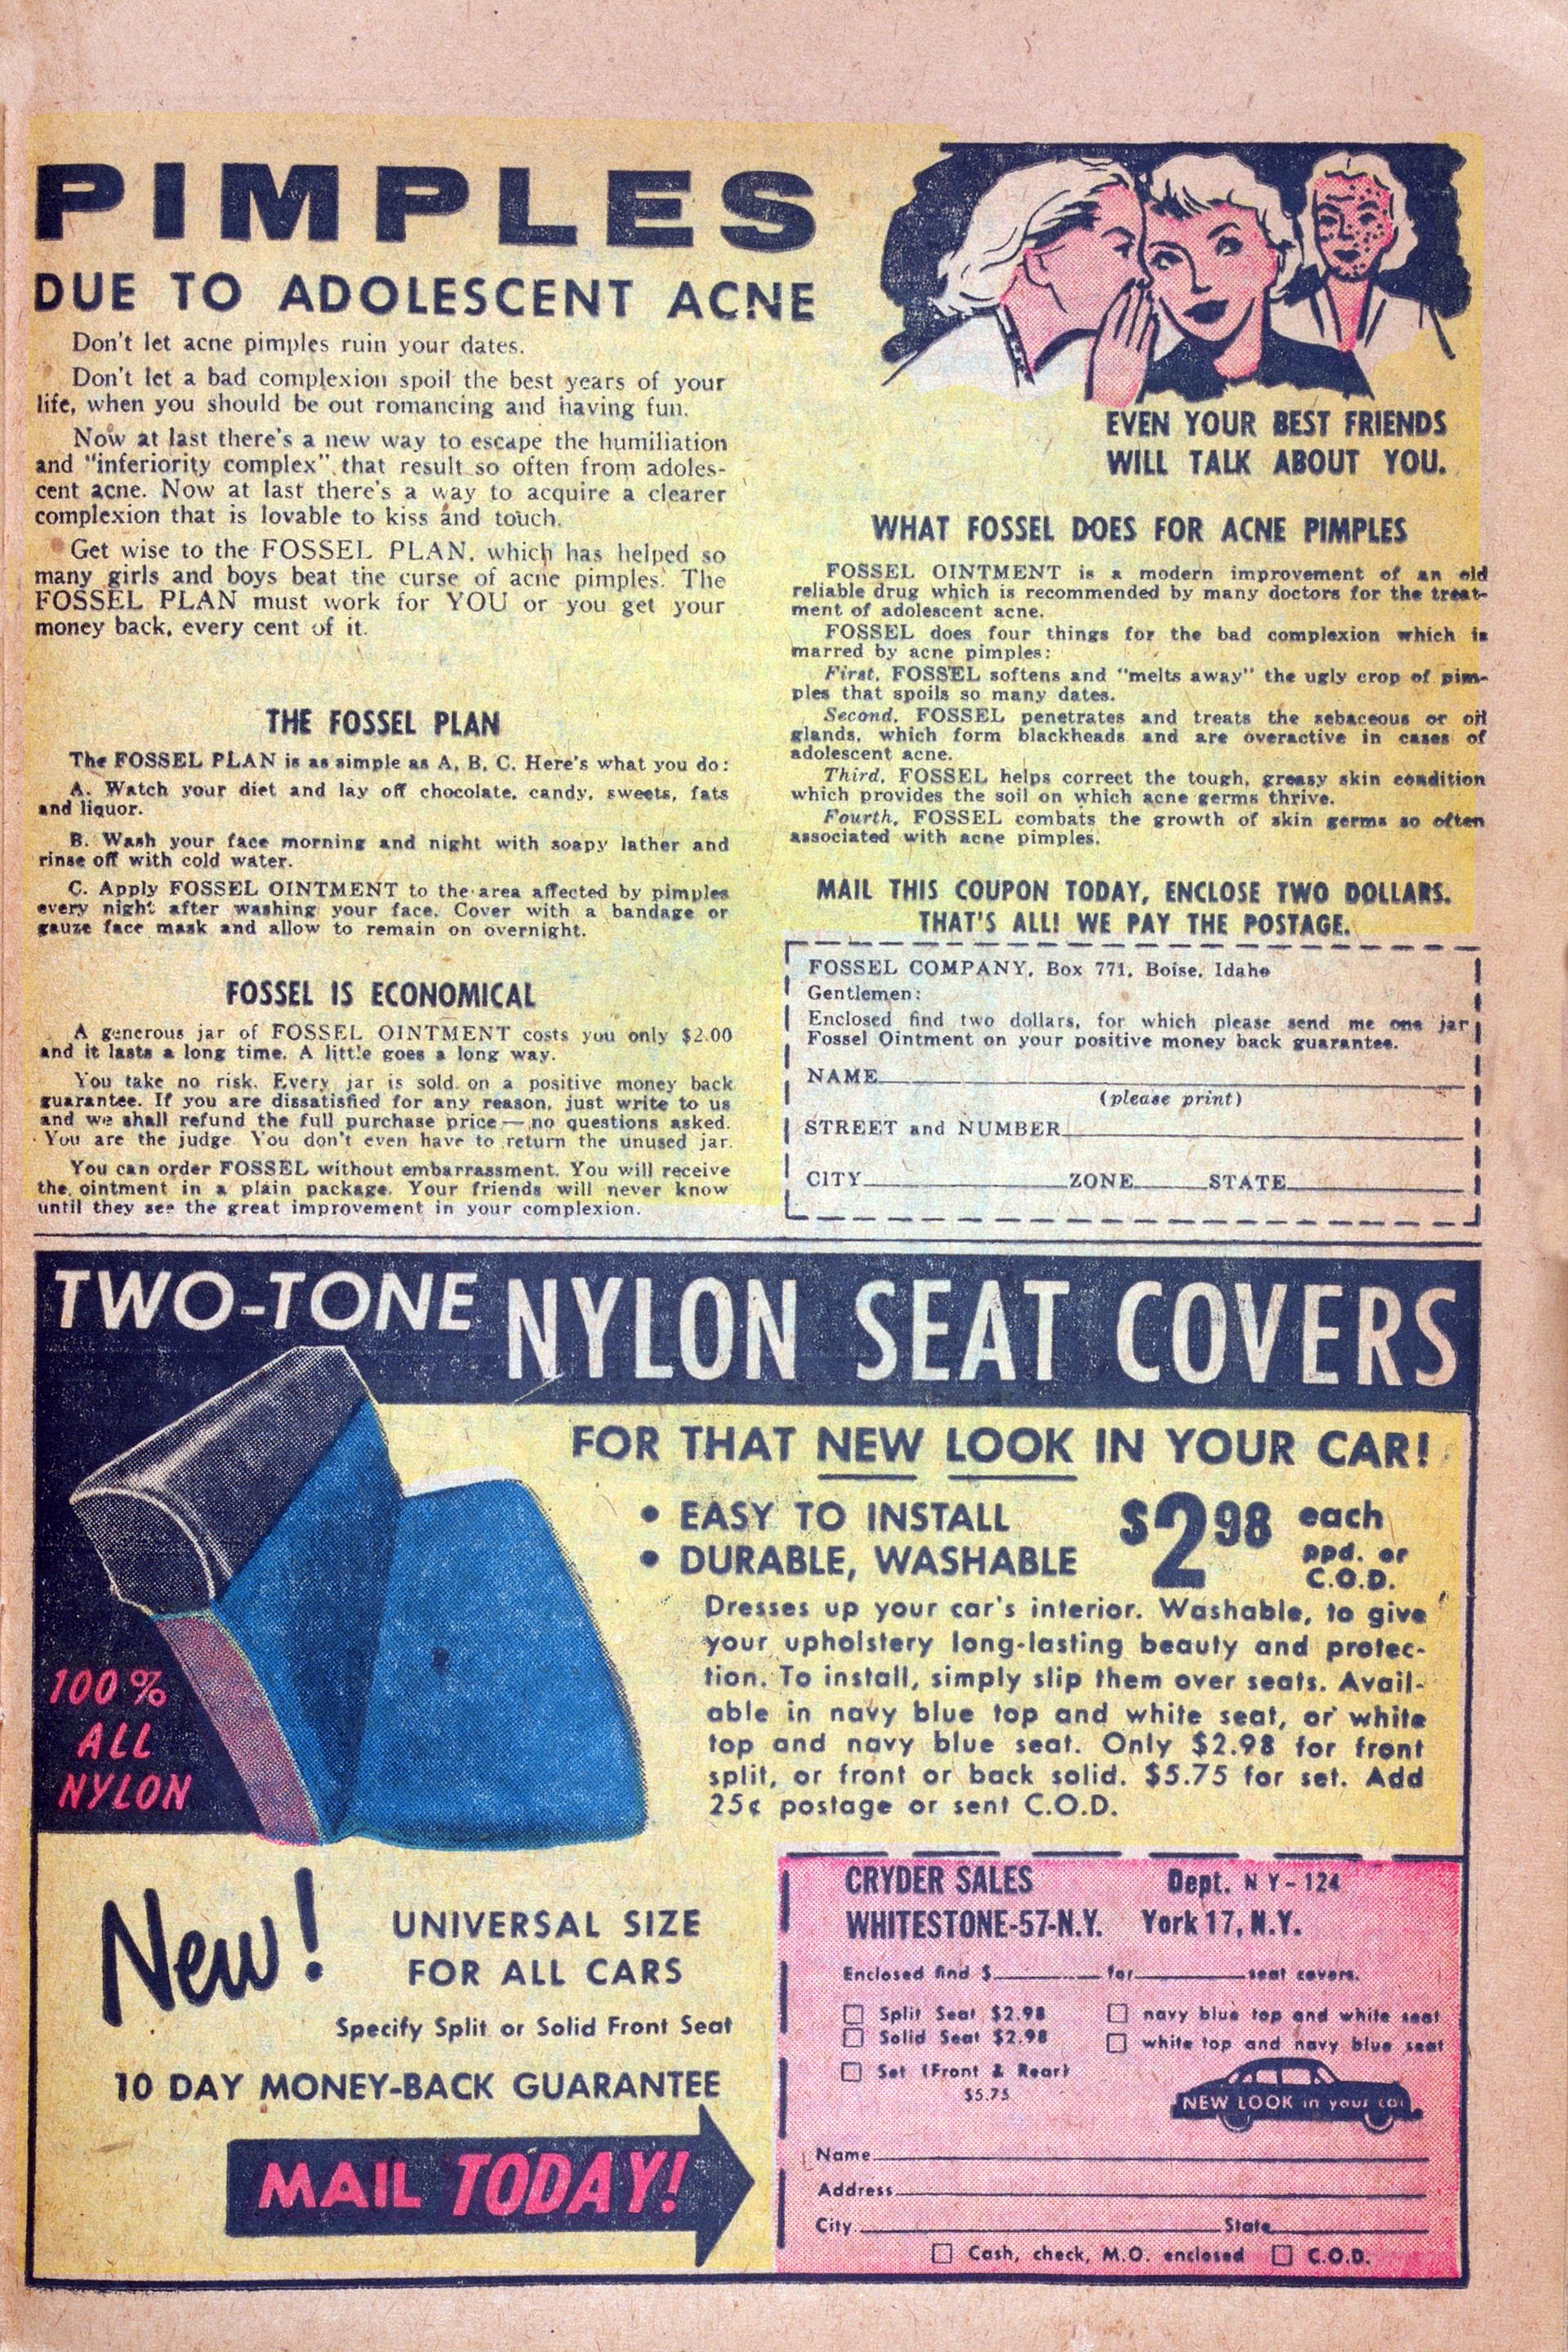 PIMPLES
DUE TO ADOLESCENT ACNE
Don't let acne pimples ruin your dates.
Don't let a bad complexion spoil the best years of your
life, when you should be out romancing and having fun.
Now at last there's a new way to escape the humiliation
and "inferiority complex" that result so often from adoles-
cent acne. Now at last there's a way to acquire a clearer
complexion that is lovable to kiss and touch.
Get wise to the FOSSEL PLAN, which has helped so
many girls and boys beat the curse of acne pimples. The
FOSSEL PLAN must work for YOU or you get your
money back, every cent of it.
THE FOSSEL PLAN
The FOSSEL PLAN is as simple as A, B, C. Here's what you do:
A. Watch your diet and lay off chocolate, candy, sweets, fats
and liquor.
B. Wash your face morning and night with soapy lather and
rinse off with cold water.
C. Apply FOSSEL OINTMENT to the area affected by pimples
every night after washing your face. Cover with a bandage or
gauze face mask and allow to remain on overnight.
FOSSEL IS ECONOMICAL
A generous jar of FOSSEL OINTMENT costs you only $2.00
and it lasts a long time. A little goes a long way.
You take no risk. Every jar is sold on a positive money back
guarantee. If you are dissatisfied for any reason, just write to us
and we shall refund the full purchase price — no questions asked.
You are the judge. You don't even have to return the unused jar.
You can order FOSSEL without embarrassment. You will receive
the ointment in a plain package. Your friends will never know
until they see the great improvement in your complexion.
EVEN YOUR BEST FRIENDS
WILL TALK ABOUT YOU.
WHAT FOSSEL DOES FOR ACNE PIMPLES
FOSSEL OINTMENT is a modern improvement of an old
reliable drug which is recommended by many doctors for the treat-
ment of adolescent acne.
FOSSEL does four things for the bad complexion which is
marred by acne pimples:
First, FOSSEL softens and "melts away" the ugly crop of pim-
ples that spoils so many dates.
Second, FOSSEL penetrates and treats the sebaceous or oil
glands, which form blackheads and are overactive in cases of
adolescent acne.
Third, FOSSEL helps correct the tough, greasy skin condition
which provides the soil on which acne germs thrive.
Fourth, FOSSEL combats the growth of skin germs so often
associated with acne pimples.
MAIL THIS COUPON TODAY, ENCLOSE TWO DOLLARS.
THAT'S ALL! WE PAY THE POSTAGE.
FOSSEL COMPANY, Box 771, Boise, Idaho
Gentlemen:
Enclosed find two dollars, for which please send me one jar
Fossel Ointment on your positive money back guarantee.
NAME
(please print)
STREET and NUMBER
CITY ZONE STATE
TWO-TONE NYLON SEAT COVERS
FOR THAT NEW LOOK IN YOUR CAR!
• EASY TO INSTALL
• DURABLE, WASHABLE
$2.98 each
ppd. or
C.O.D.
Dresses up your car's interior. Washable, to give
your upholstery long-lasting beauty and protec-
tion. To install, simply slip them over seats. Avail-
able in navy blue top and white seat, or white
top and navy blue seat. Only $2.98 for front
split, or front or back solid. $5.75 for set. Add
25¢ postage or sent C.O.D.
100%
ALL
NYLON
New!
UNIVERSAL SIZE
FOR ALL CARS
Specify Split or Solid Front Seat
10 DAY MONEY-BACK GUARANTEE
MAIL TODAY!
CRYDER SALES Dept. N Y-124
WHITESTONE-57-N.Y. York 17, N.Y.
Enclosed find $ for seat covers.
Split Seat $2.98
Solid Seat $2.98
Set (Front & Rear)
$5.75
navy blue top and white seat
white top and navy blue seat
NEW LOOK in your car
Name
Address
City State
Cash, check, M.O. enclosed C.O.D.